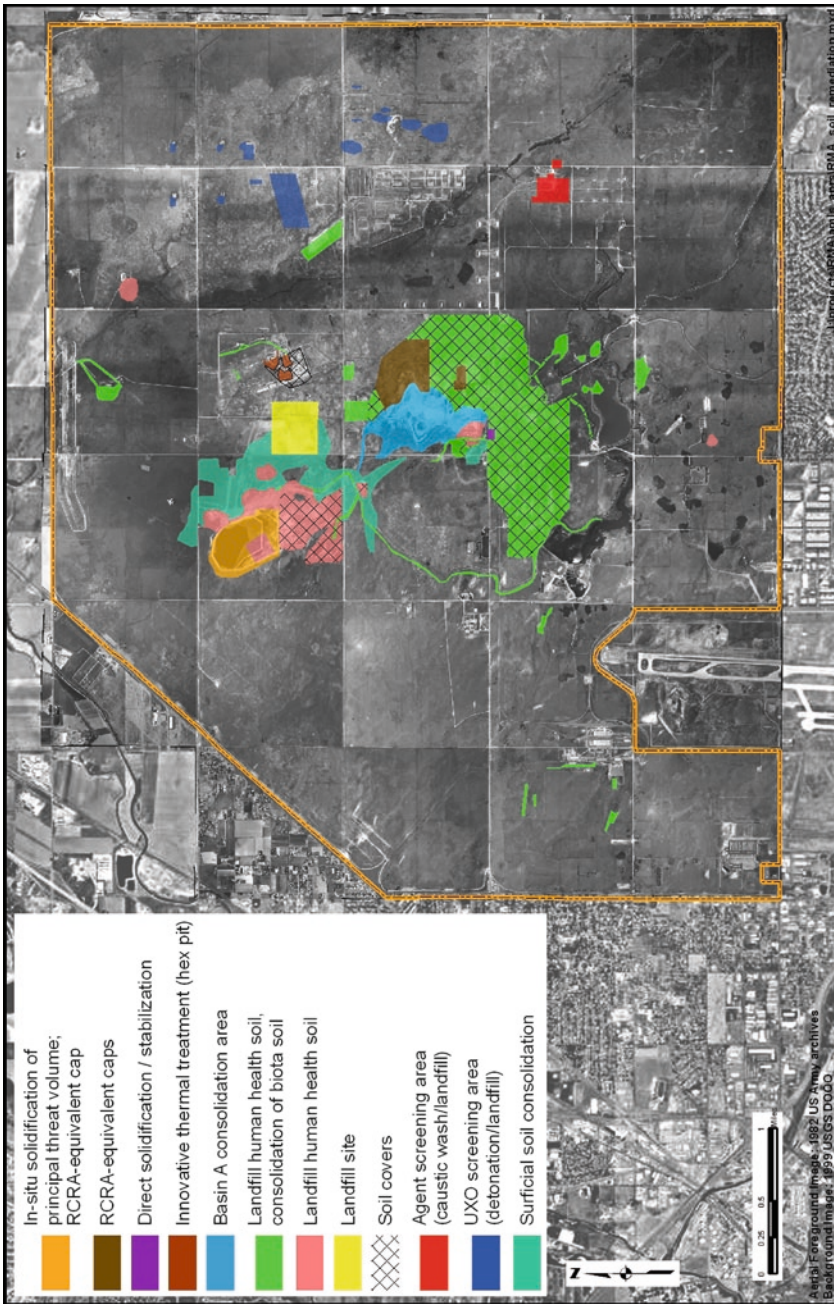 In-situ solidification of
principal threat volume;
RCRA-equivalent cap
RCRA-equivalent caps
Direct solidification / stabilization
Innovative thermal treatment (hex pit)
Basin A consolidation area
Landfill human health soil,
consolidation of biota soil
Landfill human health soil
Landfill site
Soil covers
Agent screening area
(caustic wash/landfill)
UXO screening area
(detonation/landfill)
Surficial soil consolidation
N
0 0.25 0.5 1
Miles
Aerial Foreground Image: 1982 US Army archives
Background image: 1999 USGS DOQQ